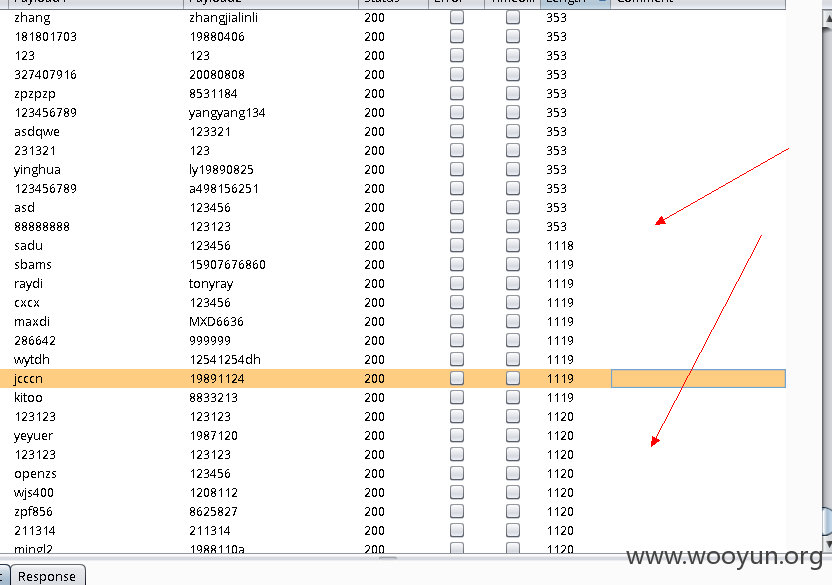 Payload1 Payload2 Status Error Timeout Length Comment
zhang zhangjialinli 200 353
181801703 19880406 200 353
123 123 200 353
327407916 20080808 200 353
zpzpzp 8531184 200 353
123456789 yangyang134 200 353
asdqwe 123321 200 353
231321 123 200 353
yinghua ly19890825 200 353
123456789 a498156251 200 353
asd 123456 200 353
88888888 123123 200 353
sadu 123456 200 1118
sbams 15907676860 200 1119
raydi tonyray 200 1119
cxcx 123456 200 1119
maxdi MXD6636 200 1119
286642 999999 200 1119
wytdh 12541254dh 200 1119
jcccn 19891124 200 1119
kitoo 8833213 200 1119
123123 123123 200 1120
yeyuer 1987120 200 1120
123123 123123 200 1120
openzs 123456 200 1120
wjs400 1208112 200 1120
zpf856 8625827 200 1120
211314 211314 200 1120
mingl2 1988110a 200 1120
www.wooyun.org
Response